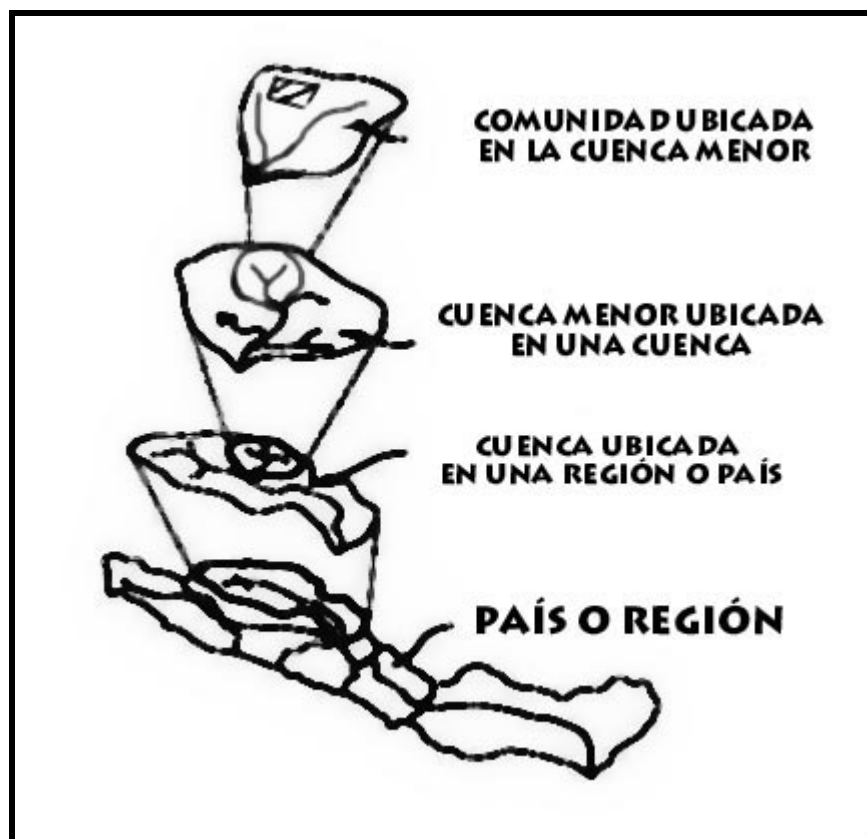 COMUNIDAD UBICADA
EN LA CUENCA MENOR
CUENCA MENOR UBICADA
EN UNA CUENCA
CUENCA UBICADA
EN UNA REGIÓN O PAÍS
PAÍS O REGIÓN